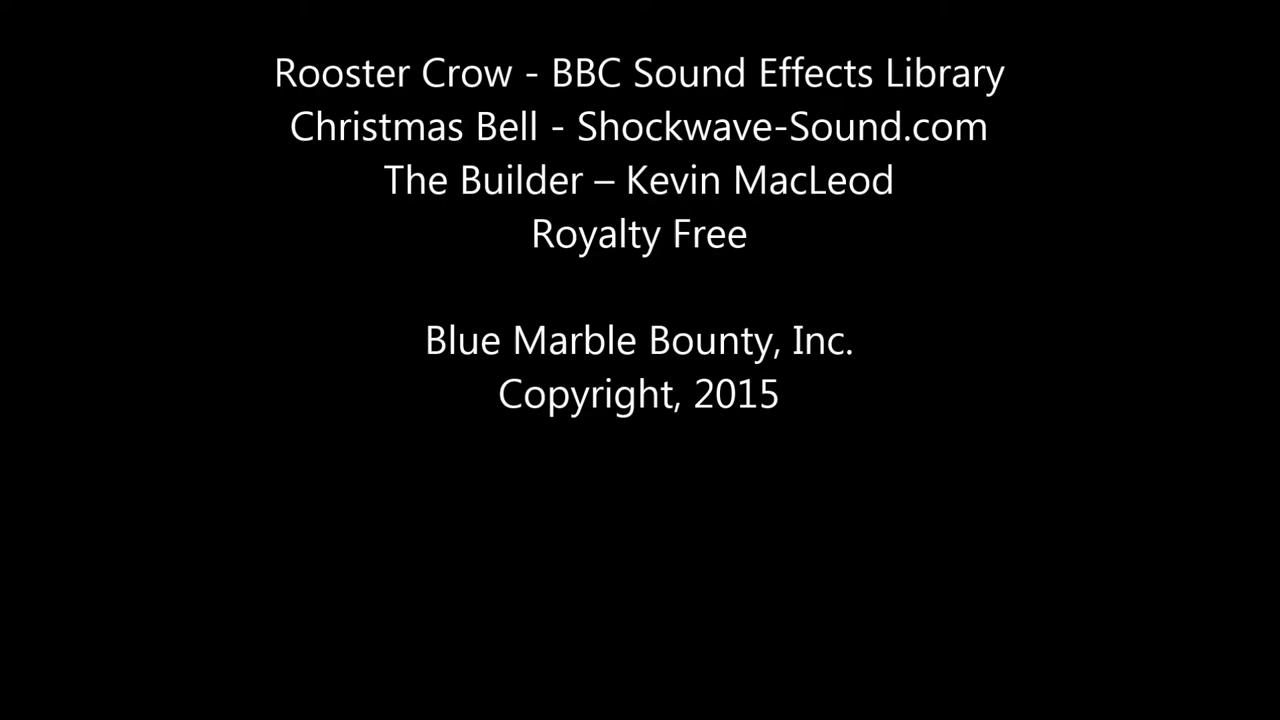 Rooster Crow - BBC Sound Effects Library
Christmas Bell - Shockwave-Sound.com
The Builder – Kevin MacLeod
Royalty Free
Blue Marble Bounty, Inc.
Copyright, 2015